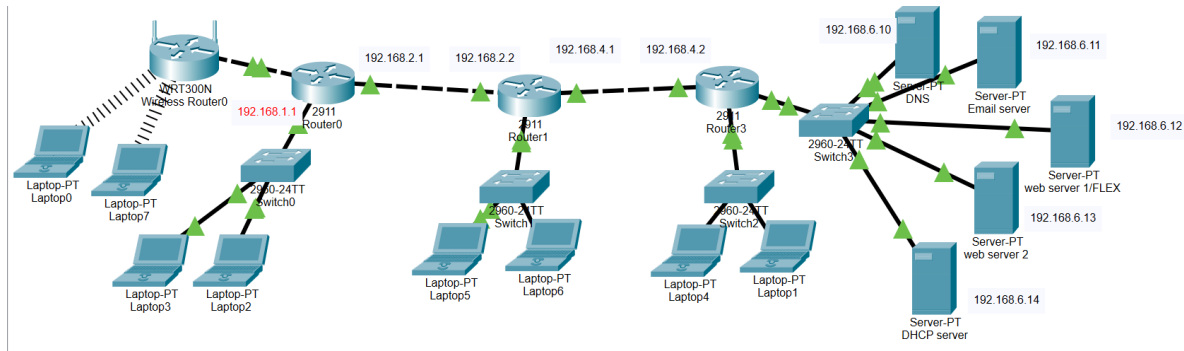 WRT300N
Wireless Router0
192.168.1.1
2911
Router0
192.168.2.1
192.168.2.2
192.168.4.1
192.168.4.2
2911
Router1
2911
Router3
192.168.6.10
Server-PT
DNS
192.168.6.11
Server-PT
Email server
192.168.6.12
Server-PT
web server 1/FLEX
2960-24TT
Switch3
192.168.6.13
Server-PT
web server 2
192.168.6.14
Server-PT
DHCP server
Laptop-PT
Laptop0
Laptop-PT
Laptop7
2960-24TT
Switch0
Laptop-PT
Laptop3
Laptop-PT
Laptop2
2960-24TT
Switch
Laptop-PT
Laptop5
Laptop-PT
Laptop6
2960-24TT
Switch2
Laptop-PT
Laptop4
Laptop-PT
Laptop1